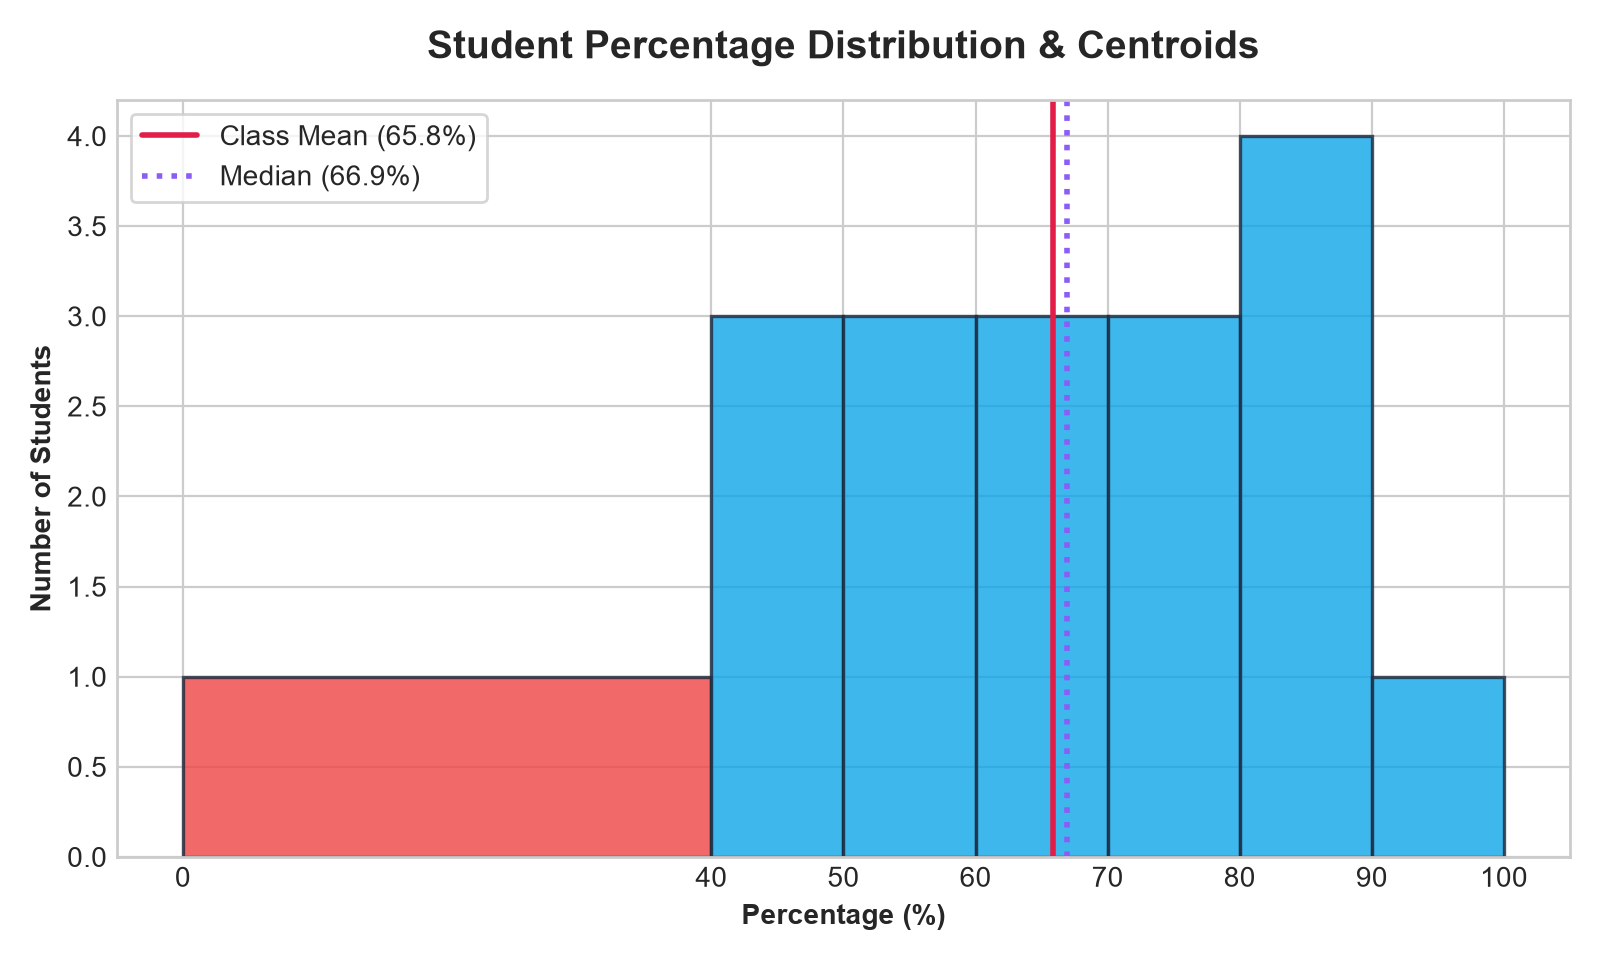 Student Percentage Distribution & Centroids
Class Mean (65.8%)
Median (66.9%)
4.0
3.5
3.0
2.5
2.0
1.5
1.0
0.5
0.0
Number of Students
0 40 50 60 70 80 90 100
Percentage (%)